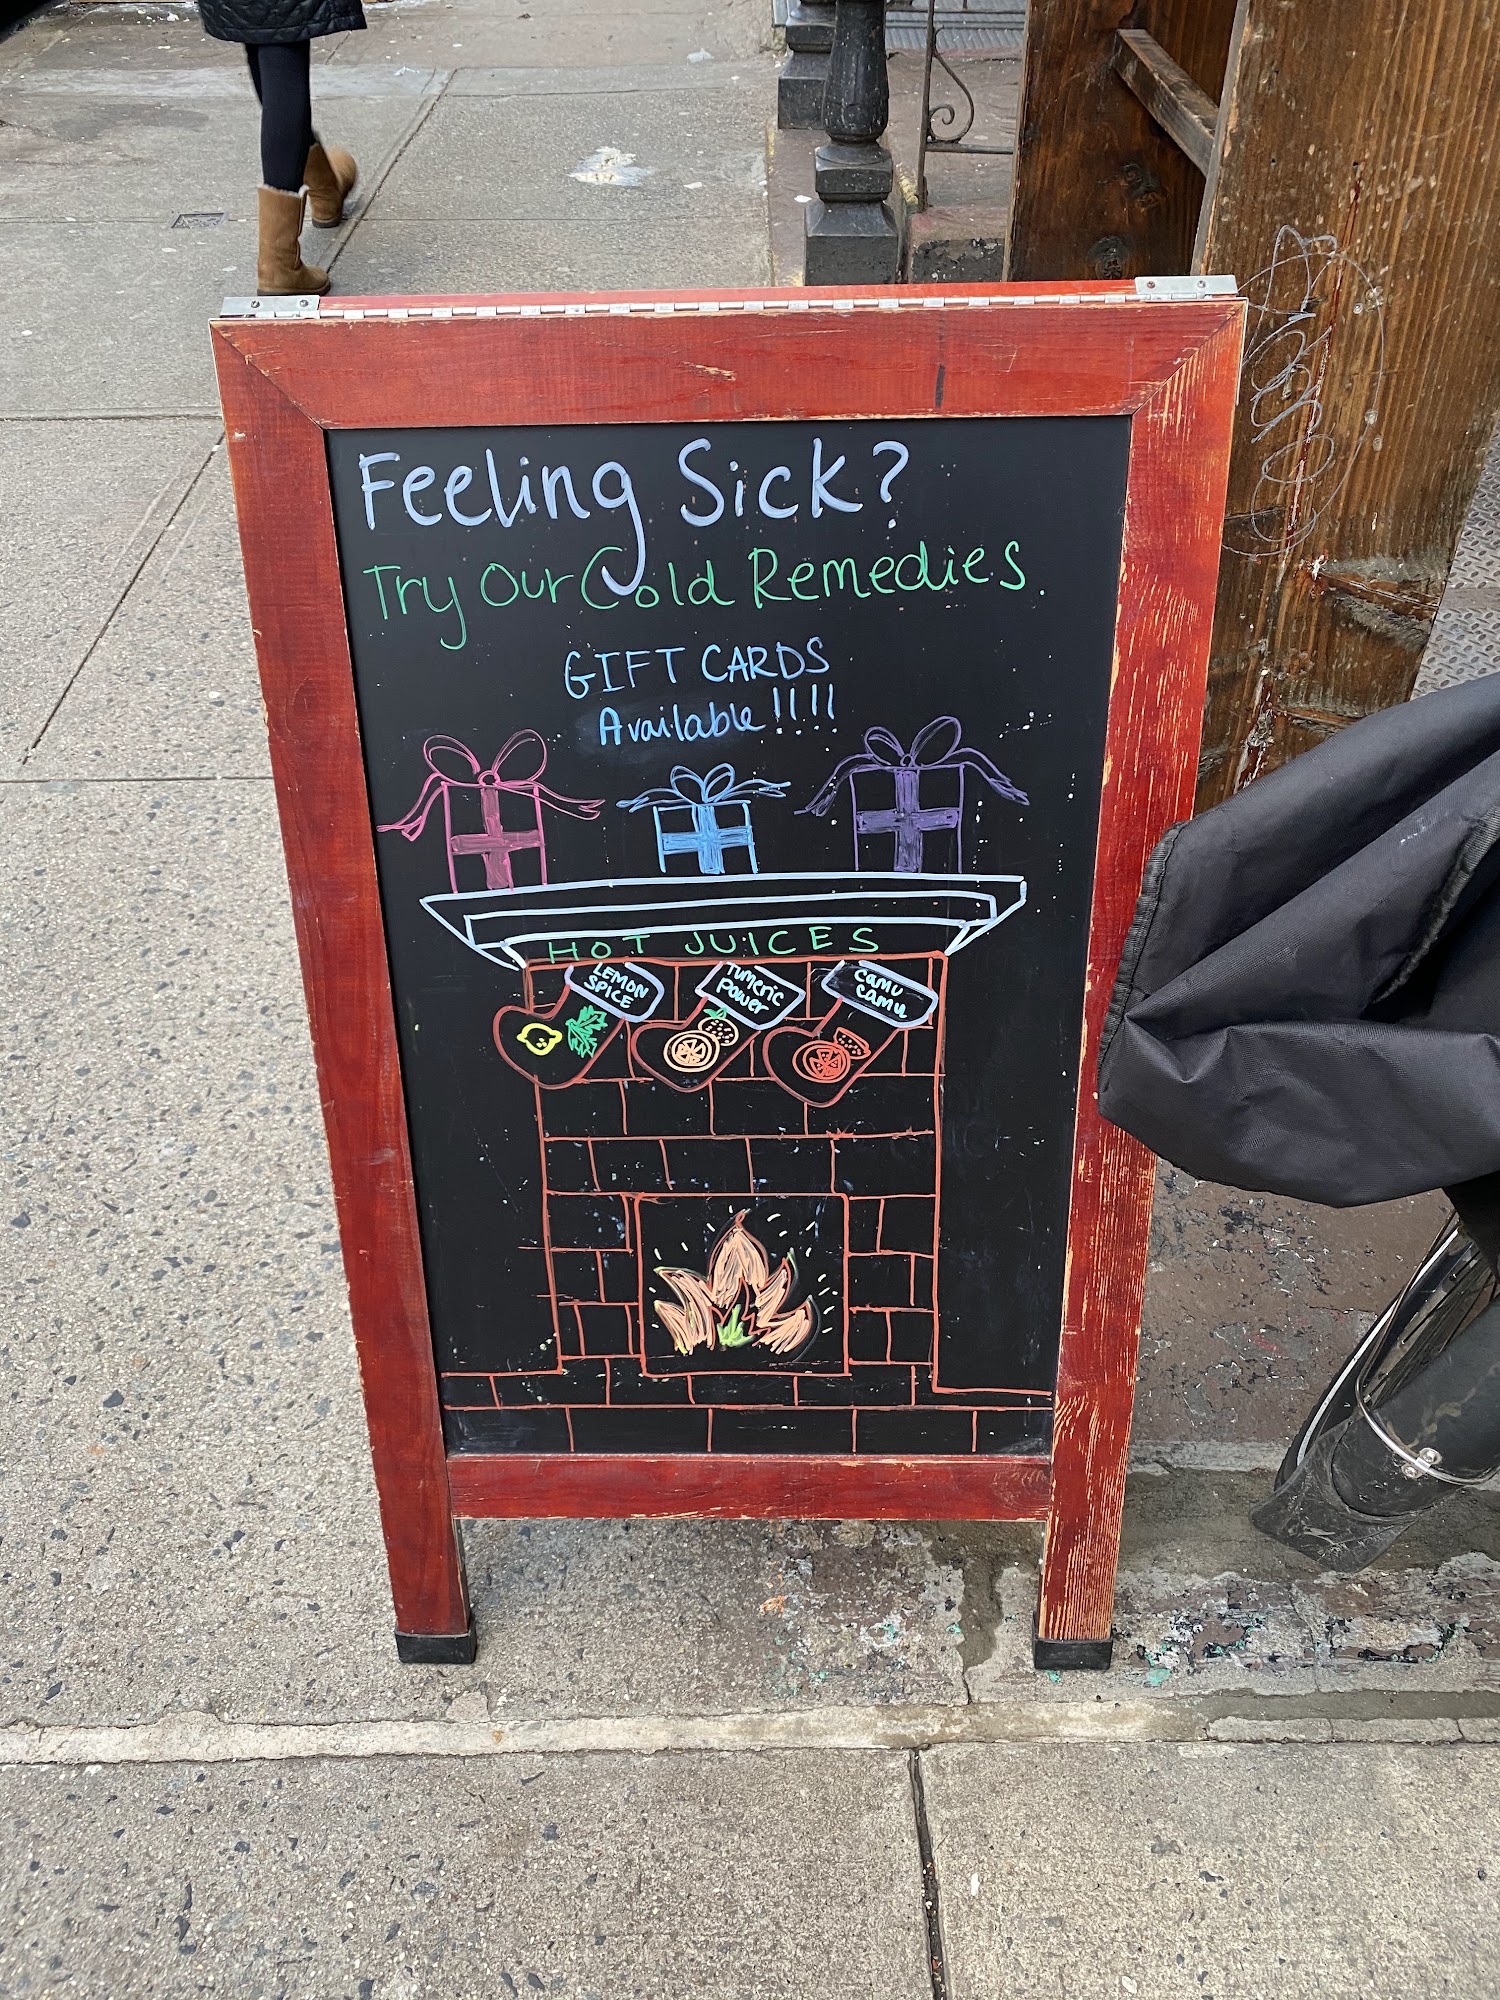 Feeling Sick?
Try Our Cold Remedies.
GIFT CARDS
Available!!!!
HOT JUICES
LEMON
SPICE
Tumeric
Power
camu
camu